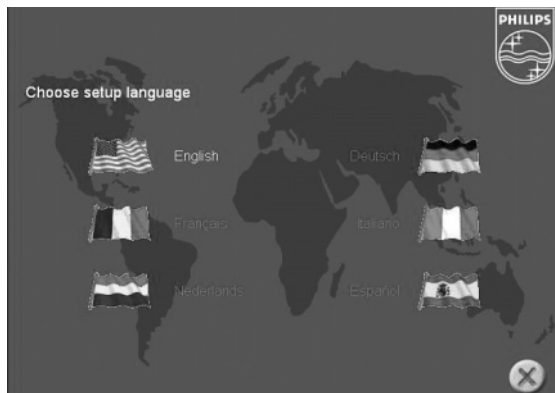 PHILIPS
Choose setup language
English
Deutsch
Français
Italiano
Nederlands
Español